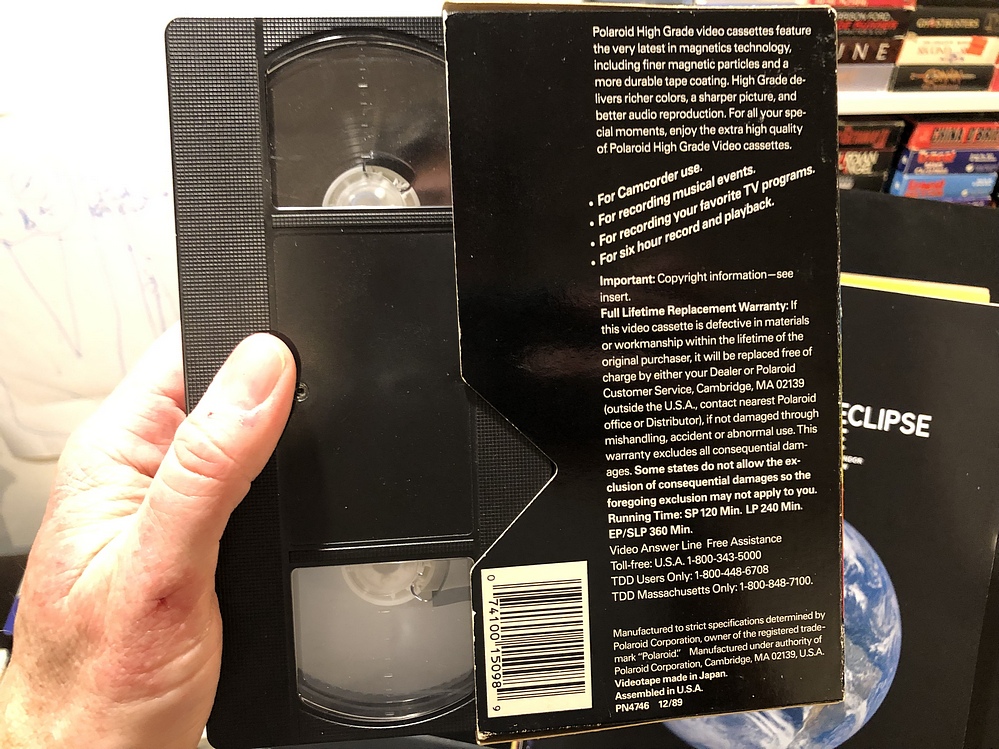 Polaroid High Grade video cassettes feature
the very latest in magnetics technology,
including finer magnetic particles and a
more durable tape coating. High Grade de-
livers richer colors, a sharper picture, and
better audio reproduction. For all your spe-
cial moments, enjoy the extra high quality
of Polaroid High Grade Video cassettes.
• For Camcorder use.
• For recording musical events.
• For recording your favorite TV programs.
• For six hour record and playback.
Important: Copyright information—see
insert.
Full Lifetime Replacement Warranty: If
this video cassette is defective in materials
or workmanship within the lifetime of the
original purchaser, it will be replaced free of
charge by either your Dealer or Polaroid
Customer Service, Cambridge, MA 02139
(outside the U.S.A., contact nearest Polaroid
office or Distributor), if not damaged through
mishandling, accident or abnormal use. This
warranty excludes all consequential dam-
ages. Some states do not allow the ex-
clusion of consequential damages so the
foregoing exclusion may not apply to you.
Running Time: SP 120 Min. LP 240 Min.
EP/SLP 360 Min.
Video Answer Line Free Assistance
Toll-free: U.S.A. 1-800-343-5000
TDD Users Only: 1-800-448-6708
TDD Massachusetts Only: 1-800-848-7100.
Manufactured to strict specifications determined by
Polaroid Corporation, owner of the registered trade-
mark "Polaroid." Manufactured under authority of
Polaroid Corporation, Cambridge, MA 02139, U.S.A.
Videotape made in Japan.
Assembled in U.S.A.
PN4746 12/89
0 74100 15098 9
ECLIPSE
GHOSTBUSTERS
UNE
CHINA O'BRIEN